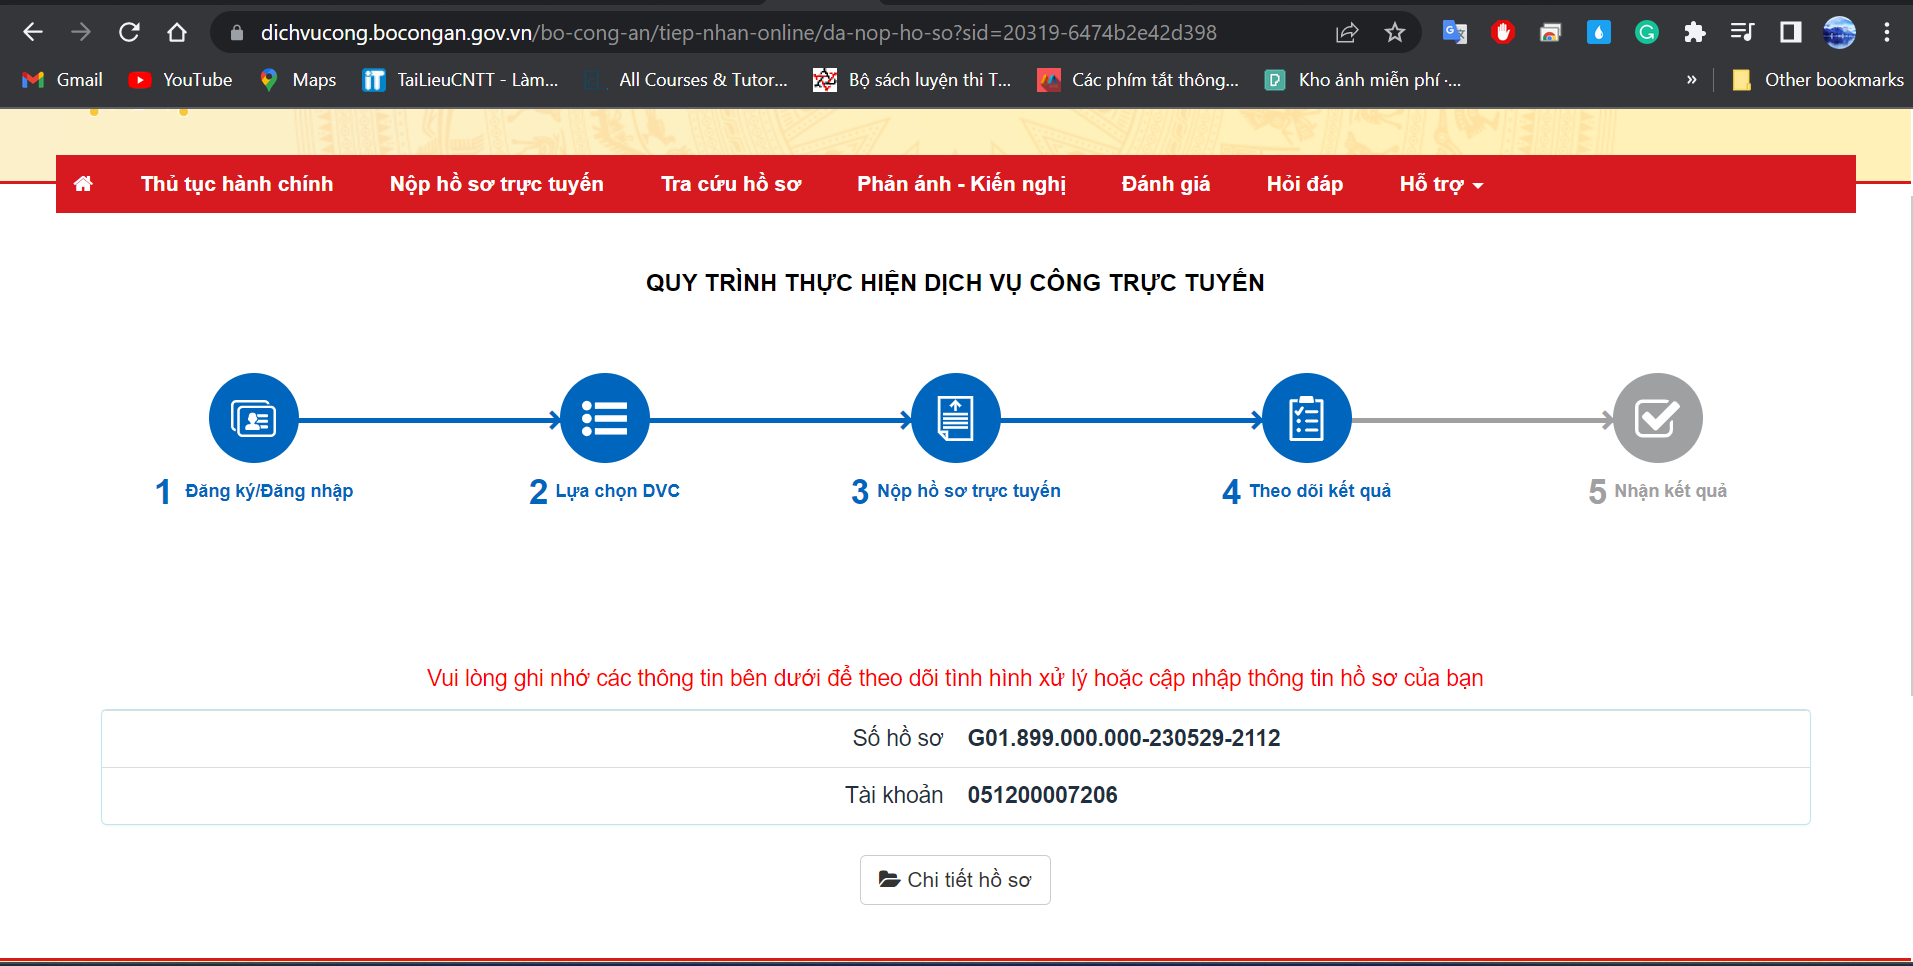 dichvucong.bocongan.gov.vn/bo-cong-an/tiep-nhan-online/da-nop-ho-so?sid=20319-6474b2e42d398
Gmail YouTube Maps TaiLieuCNTT - Làm... All Courses & Tutor... Bộ sách luyện thi T... Các phím tắt thông... Kho ảnh miễn phí ·... » Other bookmarks
Thủ tục hành chính Nộp hồ sơ trực tuyến Tra cứu hồ sơ Phản ánh - Kiến nghị Đánh giá Hỏi đáp Hỗ trợ
QUY TRÌNH THỰC HIỆN DỊCH VỤ CÔNG TRỰC TUYẾN
1 Đăng ký/Đăng nhập 2 Lựa chọn DVC 3 Nộp hồ sơ trực tuyến 4 Theo dõi kết quả 5 Nhận kết quả
Vui lòng ghi nhớ các thông tin bên dưới để theo dõi tình hình xử lý hoặc cập nhập thông tin hồ sơ của bạn
Số hồ sơ G01.899.000.000-230529-2112
Tài khoản 051200007206
Chi tiết hồ sơ